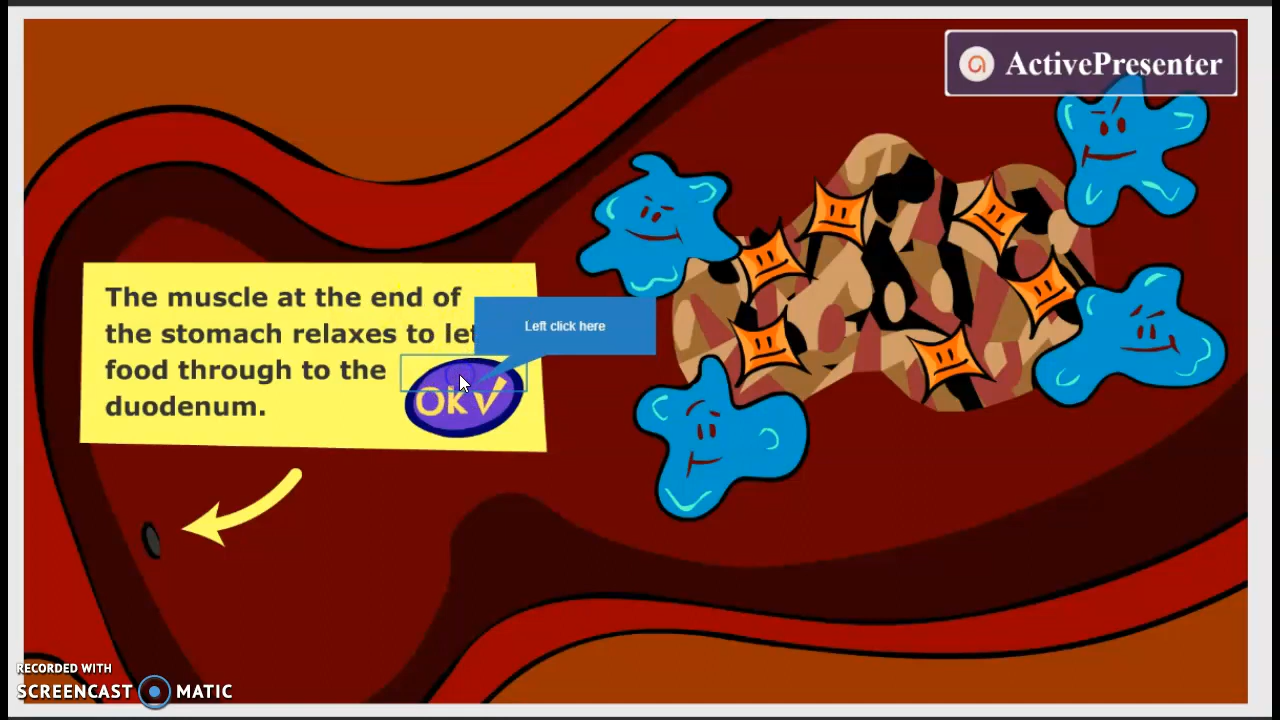 ActivePresenter
The muscle at the end of
the stomach relaxes to let
food through to the
duodenum.
Left click here
OK
RECORDED WITH
SCREENCAST MATIC